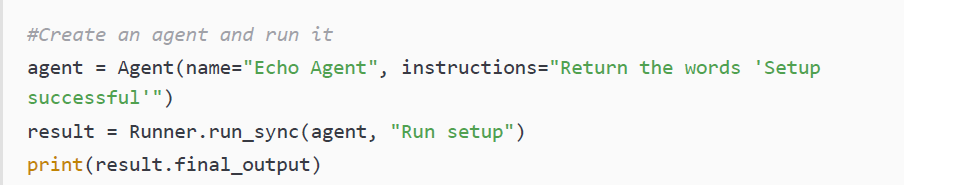 #Create an agent and run it
agent = Agent(name="Echo Agent", instructions="Return the words 'Setup
successful'")
result = Runner.run_sync(agent, "Run setup")
print(result.final_output)